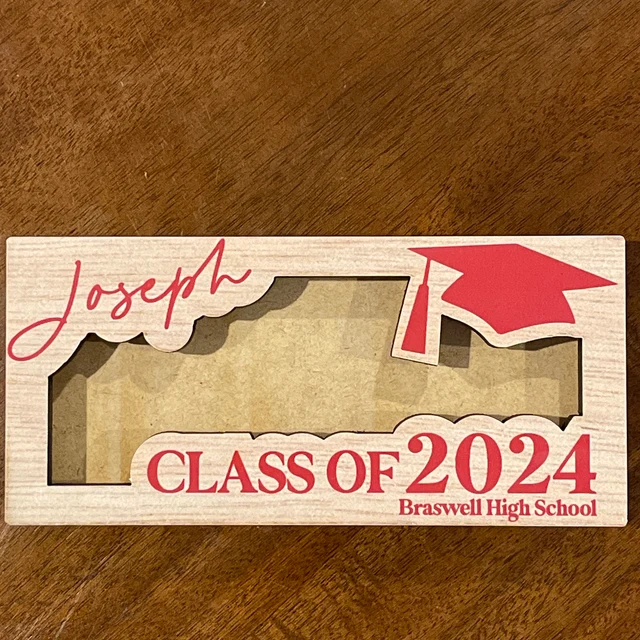 Joseph
CLASS OF 2024
Braswell High School